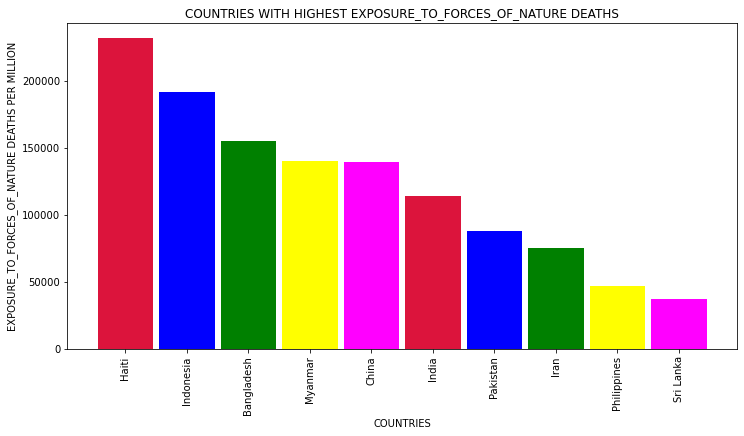 COUNTRIES WITH HIGHEST EXPOSURE_TO_FORCES_OF_NATURE DEATHS
EXPOSURE_TO_FORCES_OF_NATURE DEATHS PER MILLION
200000
150000
100000
50000
0
Haiti
Indonesia
Bangladesh
Myanmar
China
India
Pakistan
Iran
Philippines
Sri Lanka
COUNTRIES